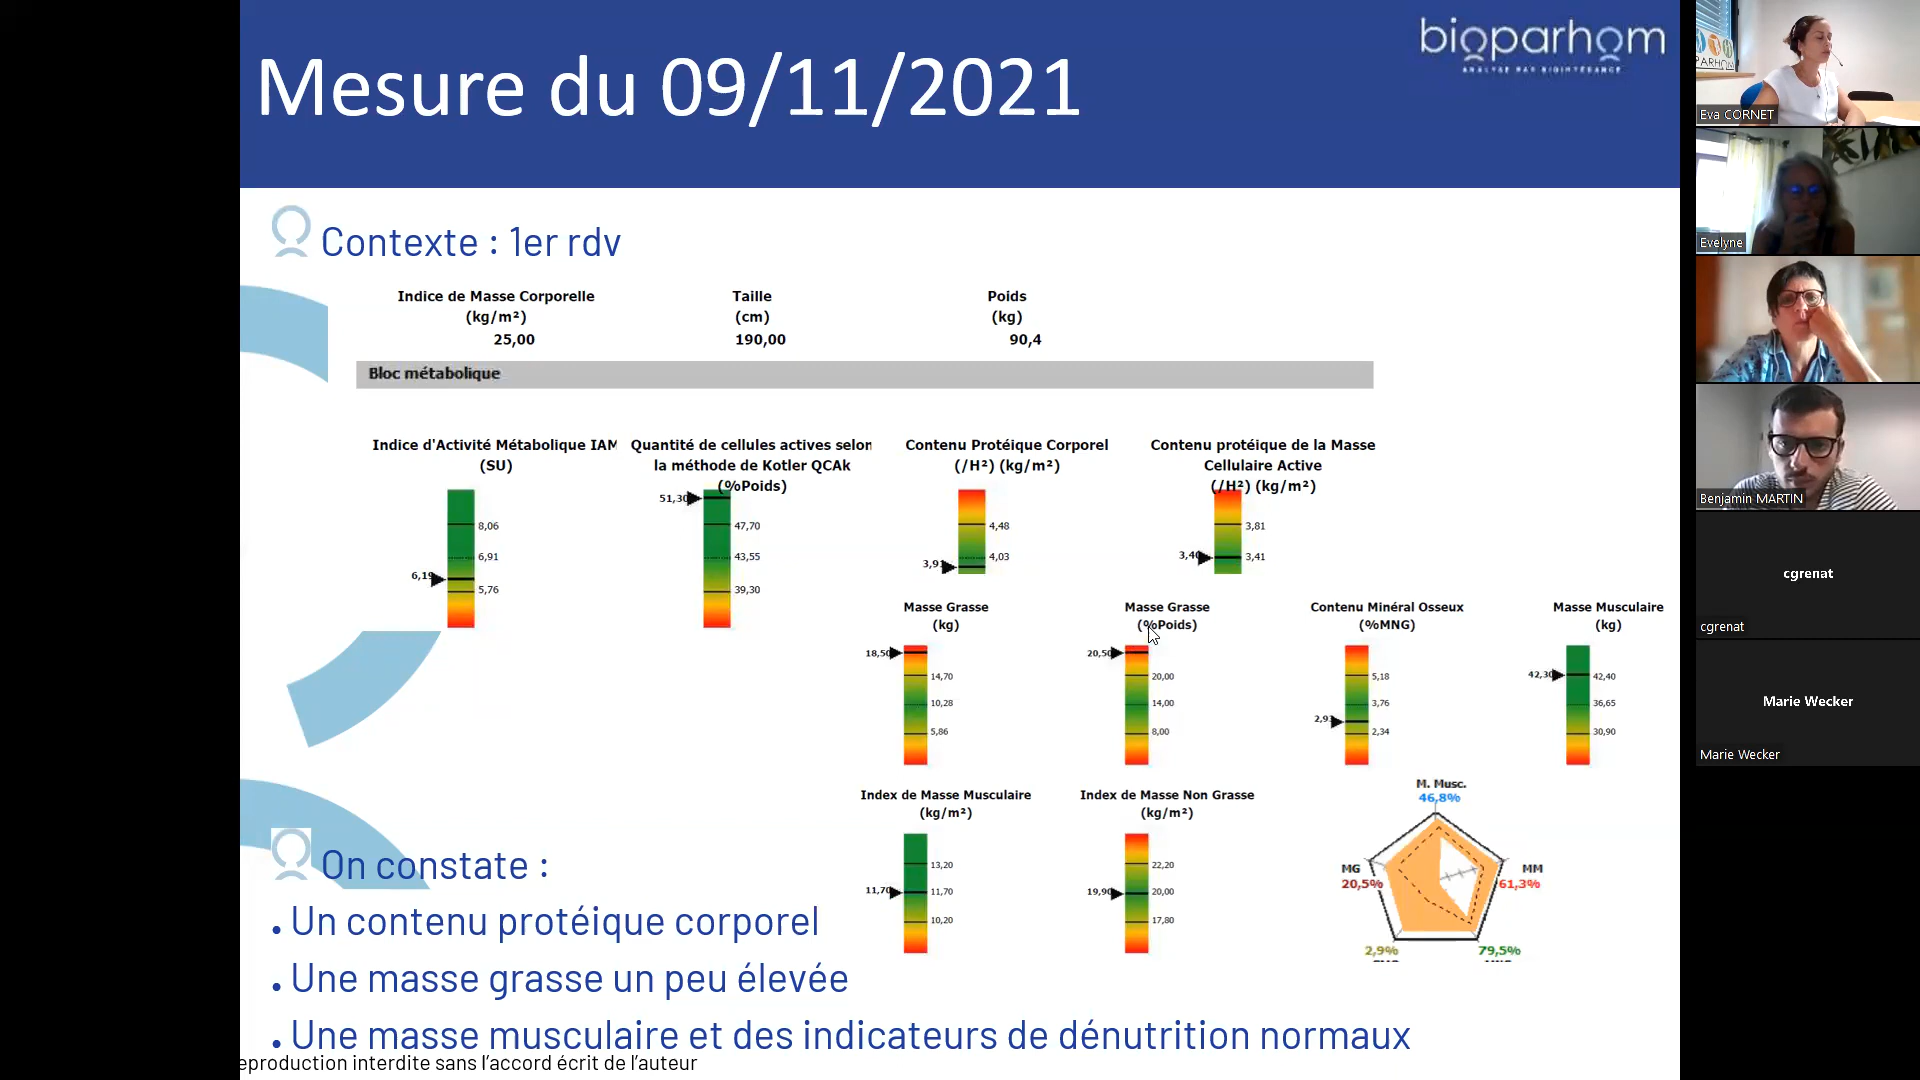 Mesure du 09/11/2021
bioparhom
ANALYSE PAR BIOIMPÉDANCE
Contexte : 1er rdv
Indice de Masse Corporelle
(kg/m²)
25,00
Taille
(cm)
190,00
Poids
(kg)
90,4
Bloc métabolique
Indice d'Activité Métabolique IAM
(SU)
8,06
6,91
6,19
5,76
Quantité de cellules actives selon
la méthode de Kotler QCAk
(%Poids)
51,30
47,70
43,55
39,30
Contenu Protéique Corporel
(/H²) (kg/m²)
4,48
4,03
3,91
Contenu protéique de la Masse
Cellulaire Active
(/H²) (kg/m²)
3,81
3,40
3,41
Masse Grasse
(kg)
18,50
14,70
10,28
5,86
Masse Grasse
(%Poids)
20,50
20,00
14,00
8,00
Contenu Minéral Osseux
(%MNG)
5,18
3,76
2,93
2,34
Masse Musculaire
(kg)
42,30
42,40
36,65
30,90
Index de Masse Musculaire
(kg/m²)
13,20
11,70
11,70
10,20
Index de Masse Non Grasse
(kg/m²)
22,20
19,90
20,00
17,80
M. Musc.
46,8%
MG
20,5%
MM
61,3%
2,9%
79,5%
On constate :
. Un contenu protéique corporel
. Une masse grasse un peu élevée
. Une masse musculaire et des indicateurs de dénutrition normaux
eproduction interdite sans l'accord écrit de l'auteur
PARHOM
Eva CORNET
Evelyne
Benjamin MARTIN
cgrenat
cgrenat
Marie Wecker
Marie Wecker